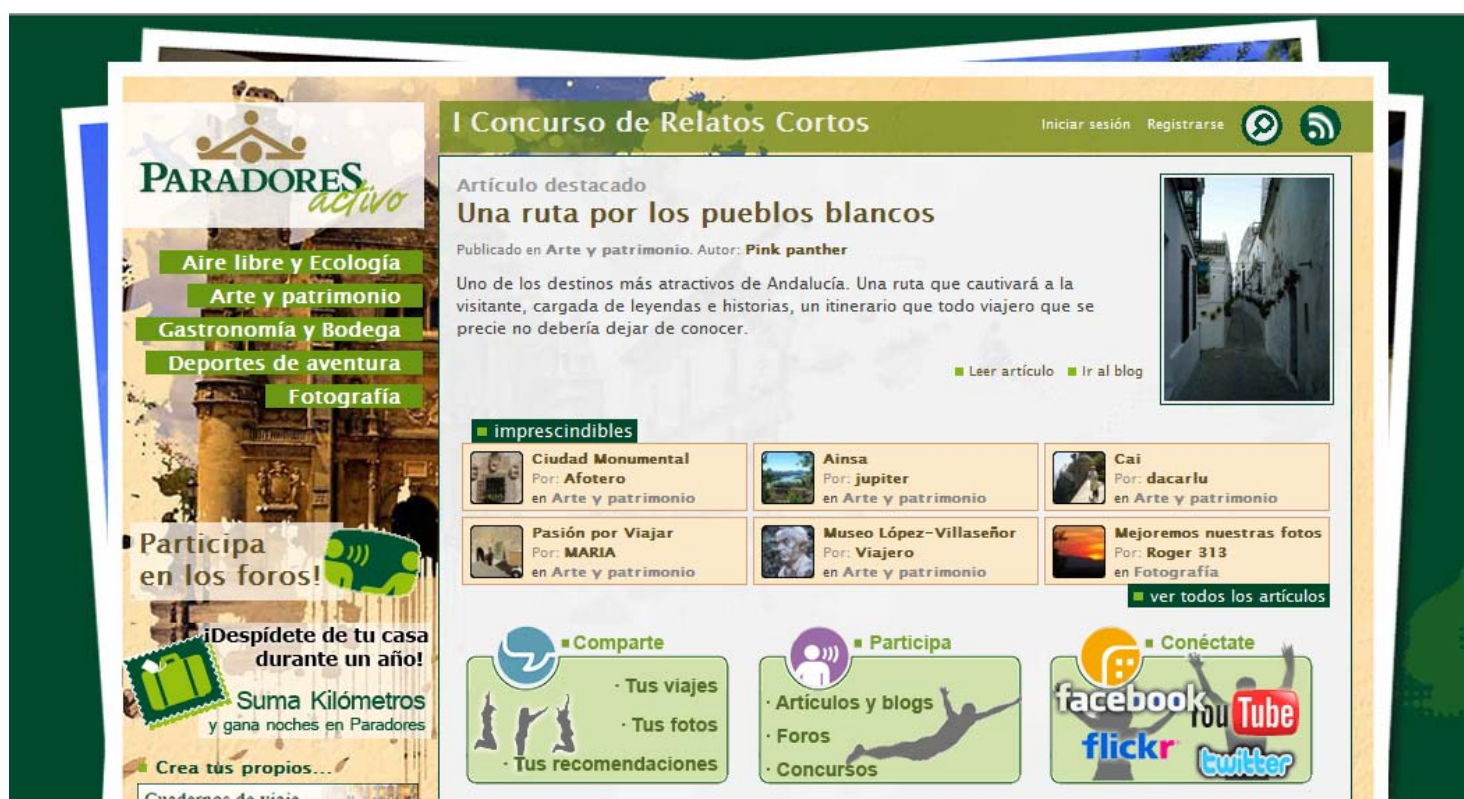 PARADORES
activo
Aire libre y Ecología
Arte y patrimonio
Gastronomía y Bodega
Deportes de aventura
Fotografía
Participa
en los foros!
¡Despídete de tu casa
durante un año!
Suma Kilómetros
y gana noches en Paradores
Crea tus propios...
Cuadernos de viaje
I Concurso de Relatos Cortos
Iniciar sesión Registrarse
Artículo destacado
Una ruta por los pueblos blancos
Publicado en Arte y patrimonio. Autor: Pink panther
Uno de los destinos más atractivos de Andalucía. Una ruta que cautivará a la
visitante, cargada de leyendas e historias, un itinerario que todo viajero que se
precie no debería dejar de conocer.
Leer artículo Ir al blog
imprescindibles
Ciudad Monumental
Por: Afotero
en Arte y patrimonio
Ainsa
Por: jupiter
en Arte y patrimonio
Cai
Por: dacarlu
en Arte y patrimonio
Pasión por Viajar
Por: MARIA
en Arte y patrimonio
Museo López-Villaseñor
Por: Viajero
en Arte y patrimonio
Mejoremos nuestras fotos
Por: Roger 313
en Fotografía
ver todos los artículos
Comparte
· Tus viajes
· Tus fotos
· Tus recomendaciones
Participa
· Artículos y blogs
· Foros
· Concursos
Conéctate
facebook
You Tube
flickr
twitter